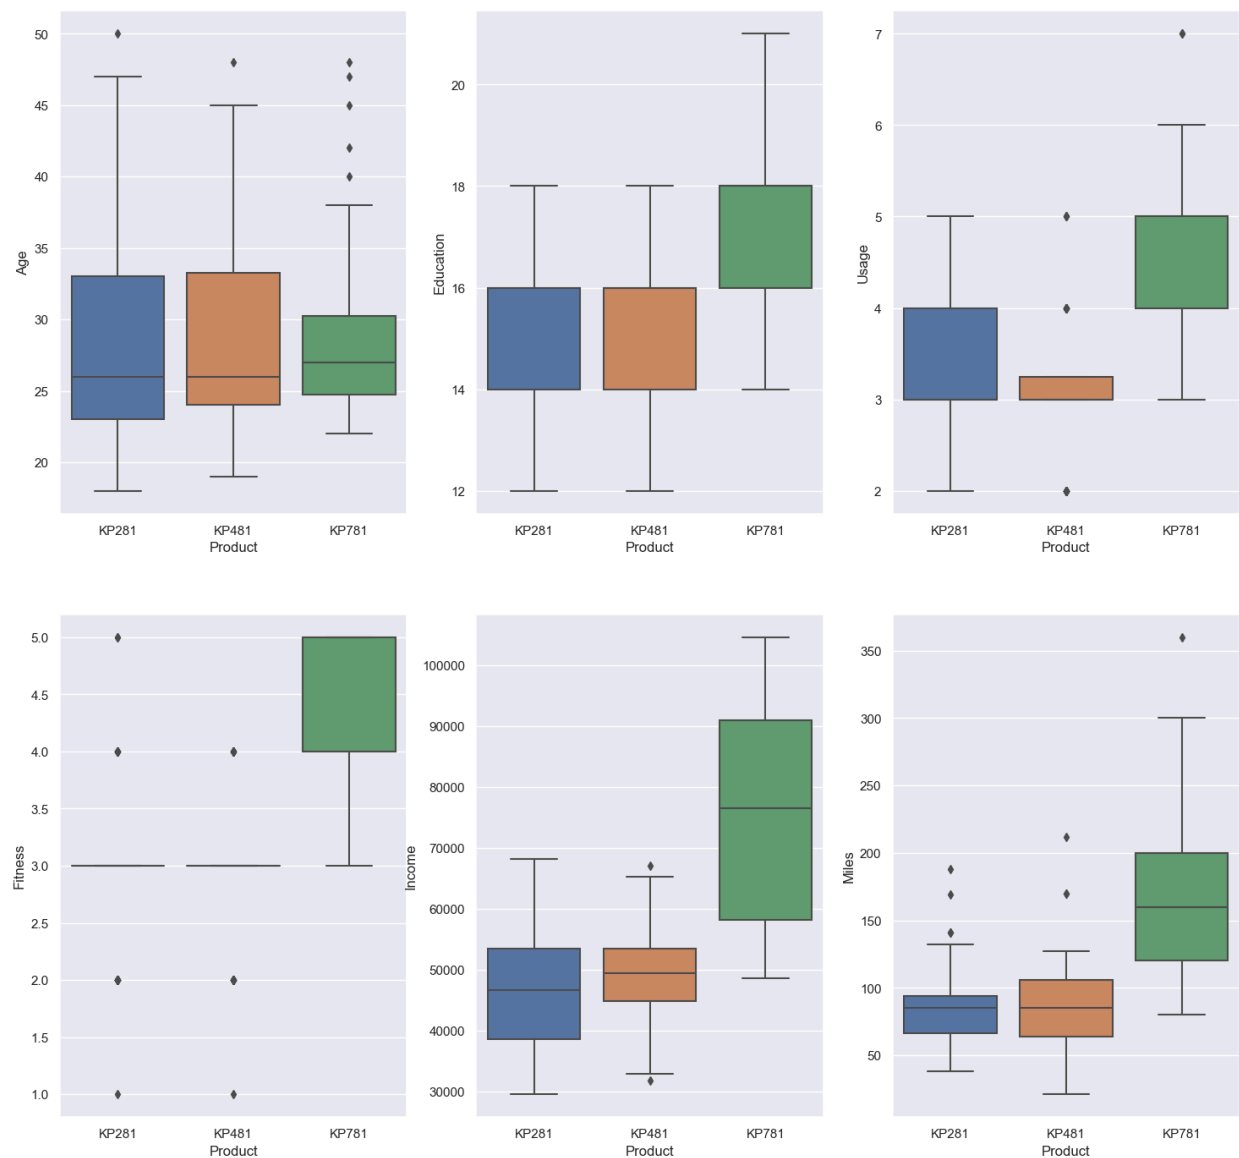 50
45
40
35
30
25
20
Age
KP281 KP481 KP781
Product
20
18
16
14
12
Education
KP281 KP481 KP781
Product
7
6
5
4
3
2
Usage
KP281 KP481 KP781
Product
5.0
4.5
4.0
3.5
3.0
2.5
2.0
1.5
1.0
Fitness
KP281 KP481 KP781
Product
100000
90000
80000
70000
60000
50000
40000
30000
Income
KP281 KP481 KP781
Product
350
300
250
200
150
100
50
Miles
KP281 KP481 KP781
Product